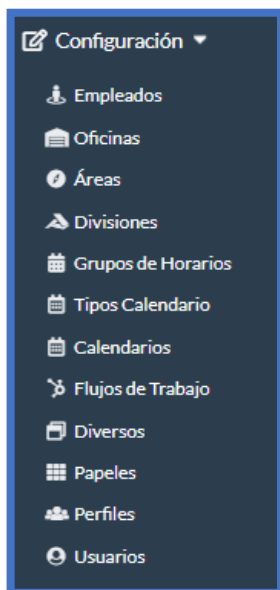 Configuración
Empleados
Oficinas
Áreas
Divisiones
Grupos de Horarios
Tipos Calendario
Calendarios
Flujos de Trabajo
Diversos
Papeles
Perfiles
Usuarios